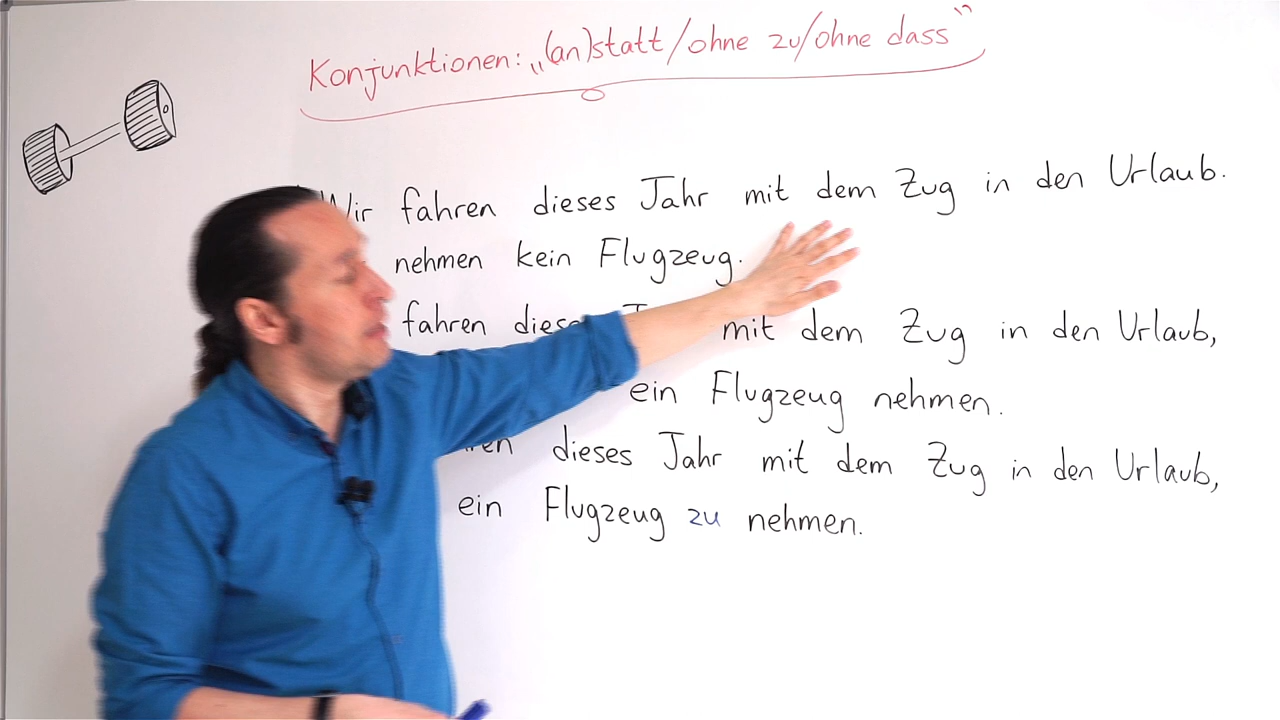 Konjunktionen: „(an)statt/ohne zu/ohne dass"
Wir fahren dieses Jahr mit dem Zug in den Urlaub.
nehmen kein Flugzeug.
fahren mit dem Zug in den Urlaub,
ein Flugzeug nehmen.
dieses Jahr mit dem Zug in den Urlaub,
ein Flugzeug zu nehmen.